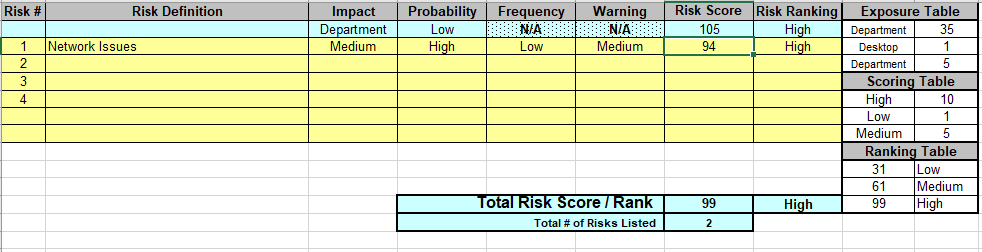 Risk # Risk Definition Impact Probability Frequency Warning Risk Score Risk Ranking Exposure Table
Department Low N/A N/A 105 High Department 35
1 Network Issues Medium High Low Medium 94 High Desktop 1
2 Department 5
3 Scoring Table
4 High 10
Low 1
Medium 5
Ranking Table
31 Low
61 Medium
Total Risk Score / Rank 99 High 99 High
Total # of Risks Listed 2